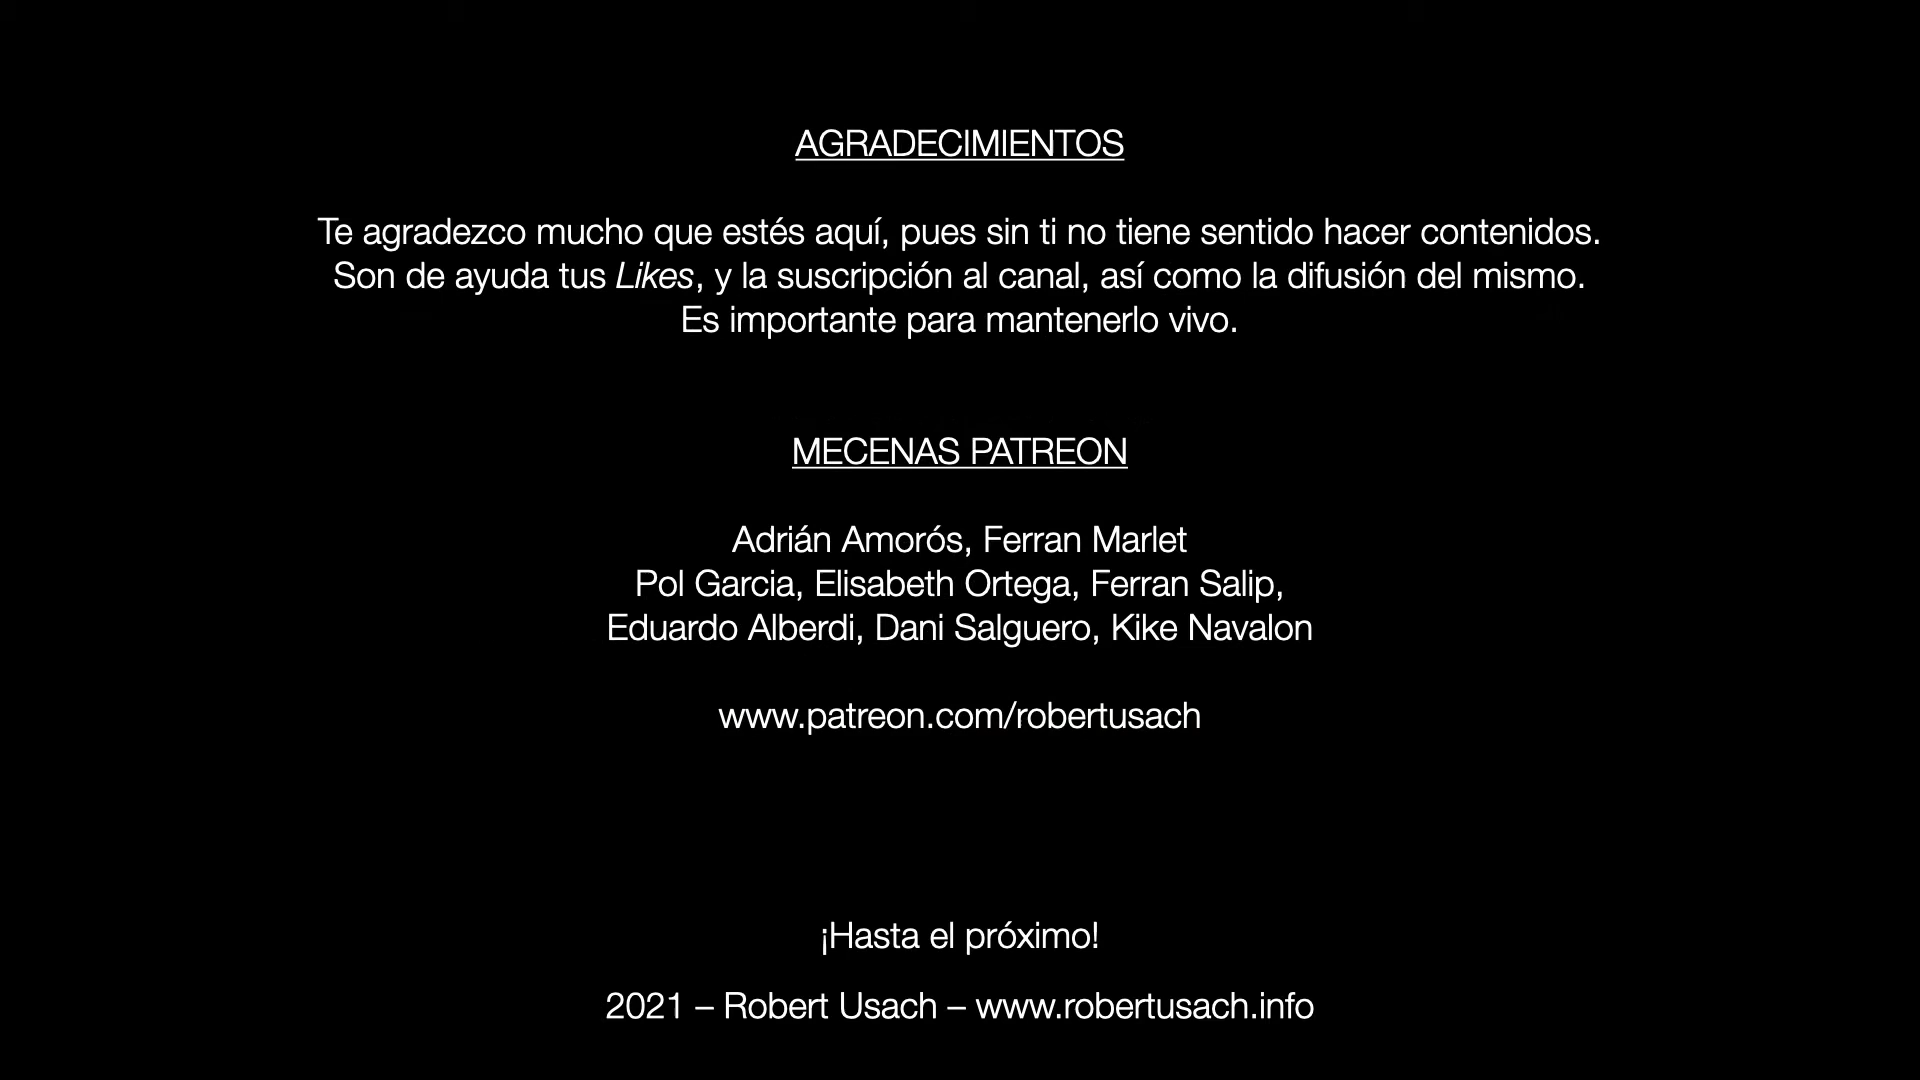 AGRADECIMIENTOS
Te agradezco mucho que estés aquí, pues sin ti no tiene sentido hacer contenidos.
Son de ayuda tus Likes, y la suscripción al canal, así como la difusión del mismo.
Es importante para mantenerlo vivo.
MECENAS PATREON
Adrián Amorós, Ferran Marlet
Pol Garcia, Elisabeth Ortega, Ferran Salip,
Eduardo Alberdi, Dani Salguero, Kike Navalon
www.patreon.com/robertusach
¡Hasta el próximo!
2021 – Robert Usach – www.robertusach.info